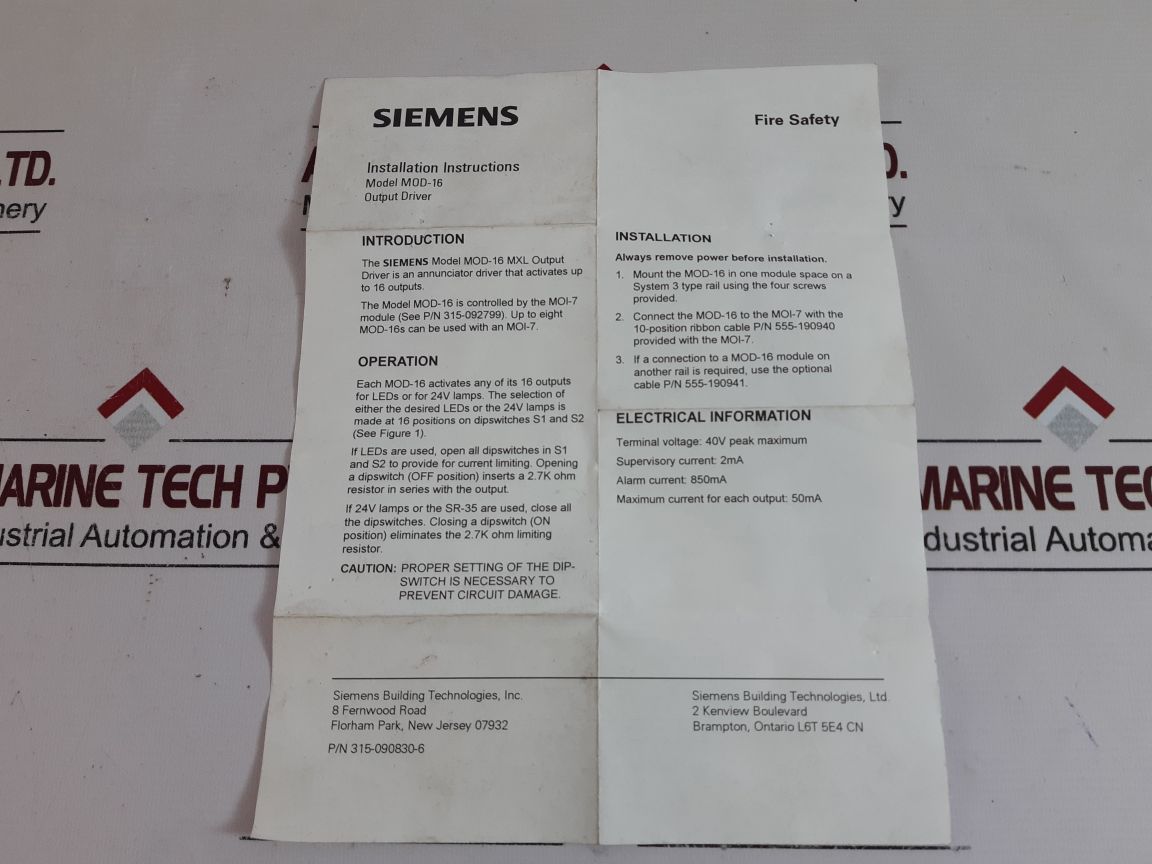 SIEMENS
Fire Safety
Installation Instructions
Model MOD-16
Output Driver
INTRODUCTION
The SIEMENS Model MOD-16 MXL Output
Driver is an annunciator driver that activates up
to 16 outputs.
The Model MOD-16 is controlled by the MOI-7
module (See P/N 315-092799). Up to eight
MOD-16s can be used with an MOI-7.
OPERATION
Each MOD-16 activates any of its 16 outputs
for LEDs or for 24V lamps. The selection of
either the desired LEDs or the 24V lamps is
made at 16 positions on dipswitches S1 and S2
(See Figure 1).
If LEDs are used, open all dipswitches in S1
and S2 to provide for current limiting. Opening
a dipswitch (OFF position) inserts a 2.7K ohm
resistor in series with the output.
If 24V lamps or the SR-35 are used, close all
the dipswitches. Closing a dipswitch (ON
position) eliminates the 2.7K ohm limiting
resistor.
CAUTION: PROPER SETTING OF THE DIP-
SWITCH IS NECESSARY TO
PREVENT CIRCUIT DAMAGE.
INSTALLATION
Always remove power before installation.
1. Mount the MOD-16 in one module space on a
System 3 type rail using the four screws
provided.
2. Connect the MOD-16 to the MOI-7 with the
10-position ribbon cable P/N 555-190940
provided with the MOI-7.
3. If a connection to a MOD-16 module on
another rail is required, use the optional
cable P/N 555-190941.
ELECTRICAL INFORMATION
Terminal voltage: 40V peak maximum
Supervisory current: 2mA
Alarm current: 850mA
Maximum current for each output: 50mA
Siemens Building Technologies, Inc.
8 Fernwood Road
Florham Park, New Jersey 07932
P/N 315-090830-6
Siemens Building Technologies, Ltd.
2 Kenview Boulevard
Brampton, Ontario L6T 5E4 CN
LTD.
nery
D.
ry
MARINE TECH P
ustrial Automation &
MARINE TEC
dustrial Automa